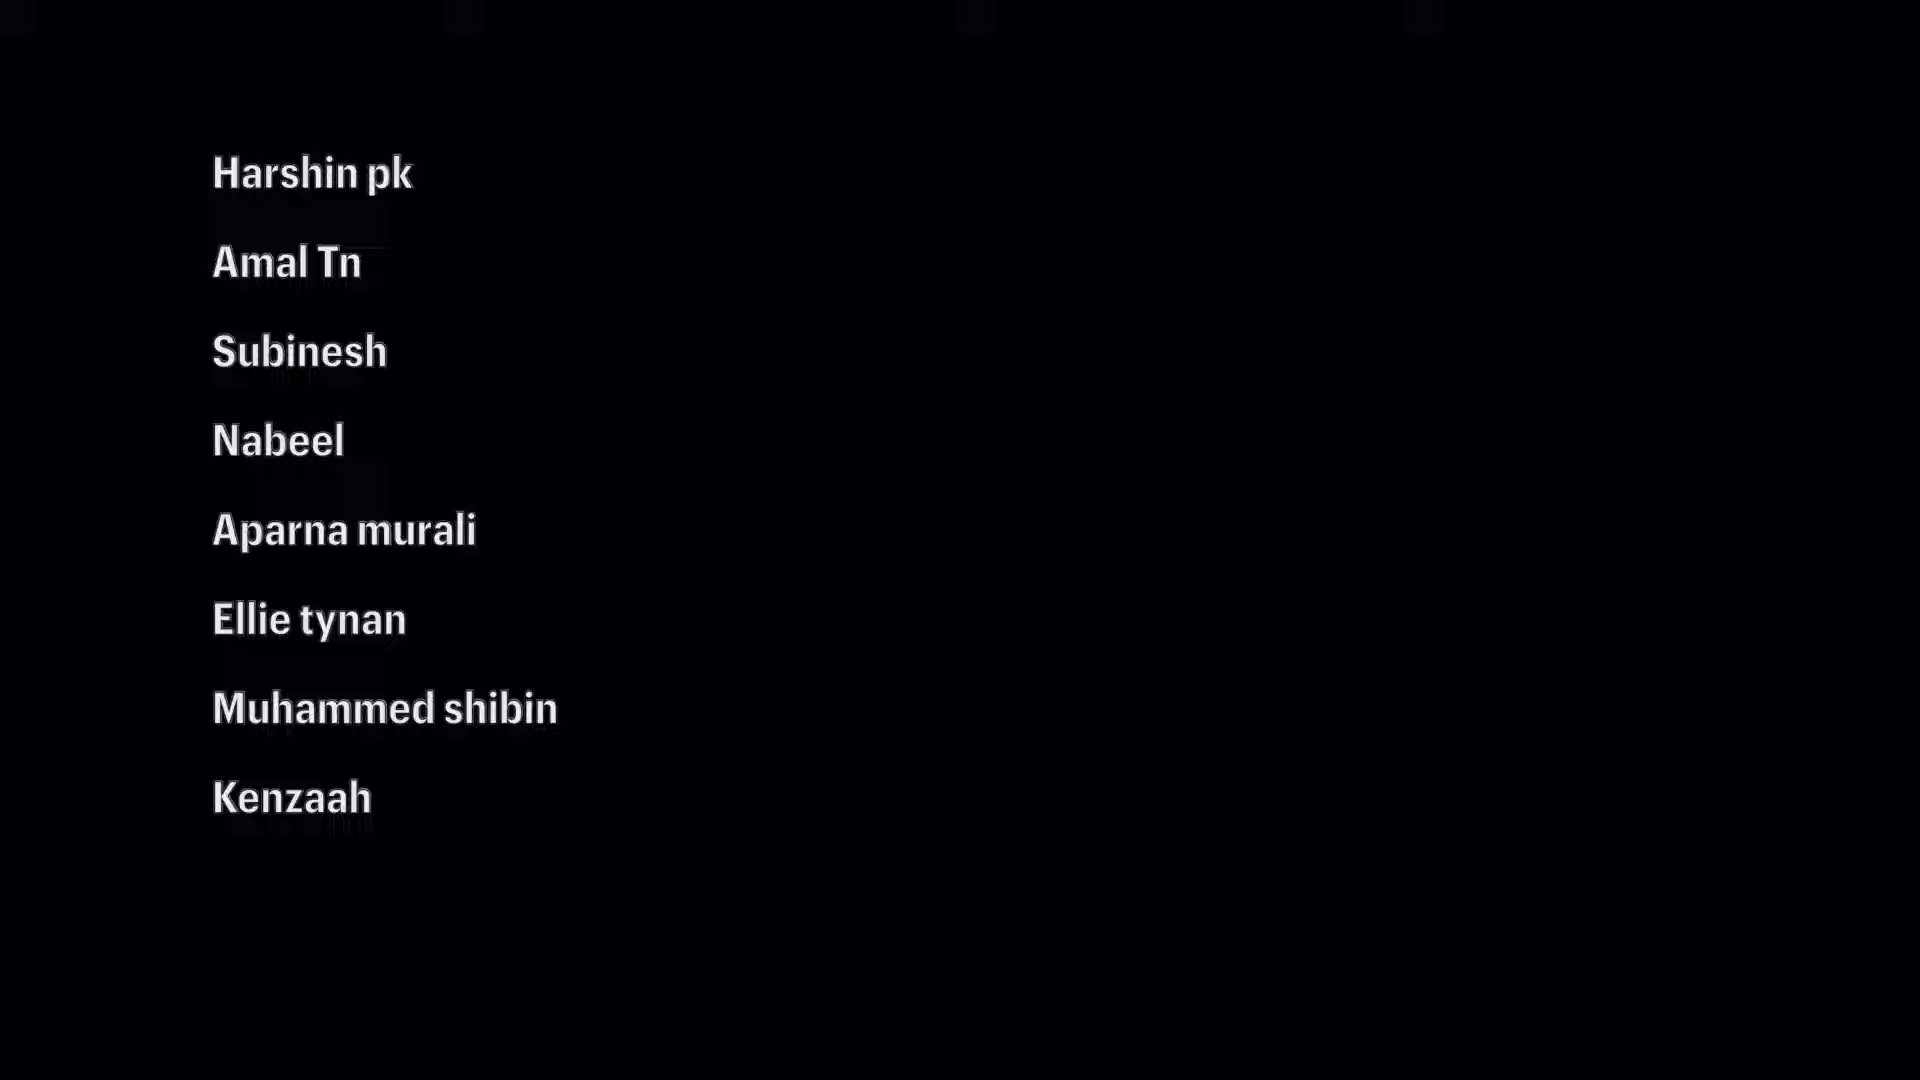 Harshin pk
Amal Tn
Subinesh
Nabeel
Aparna murali
Ellie tynan
Muhammed shibin
Kenzaah